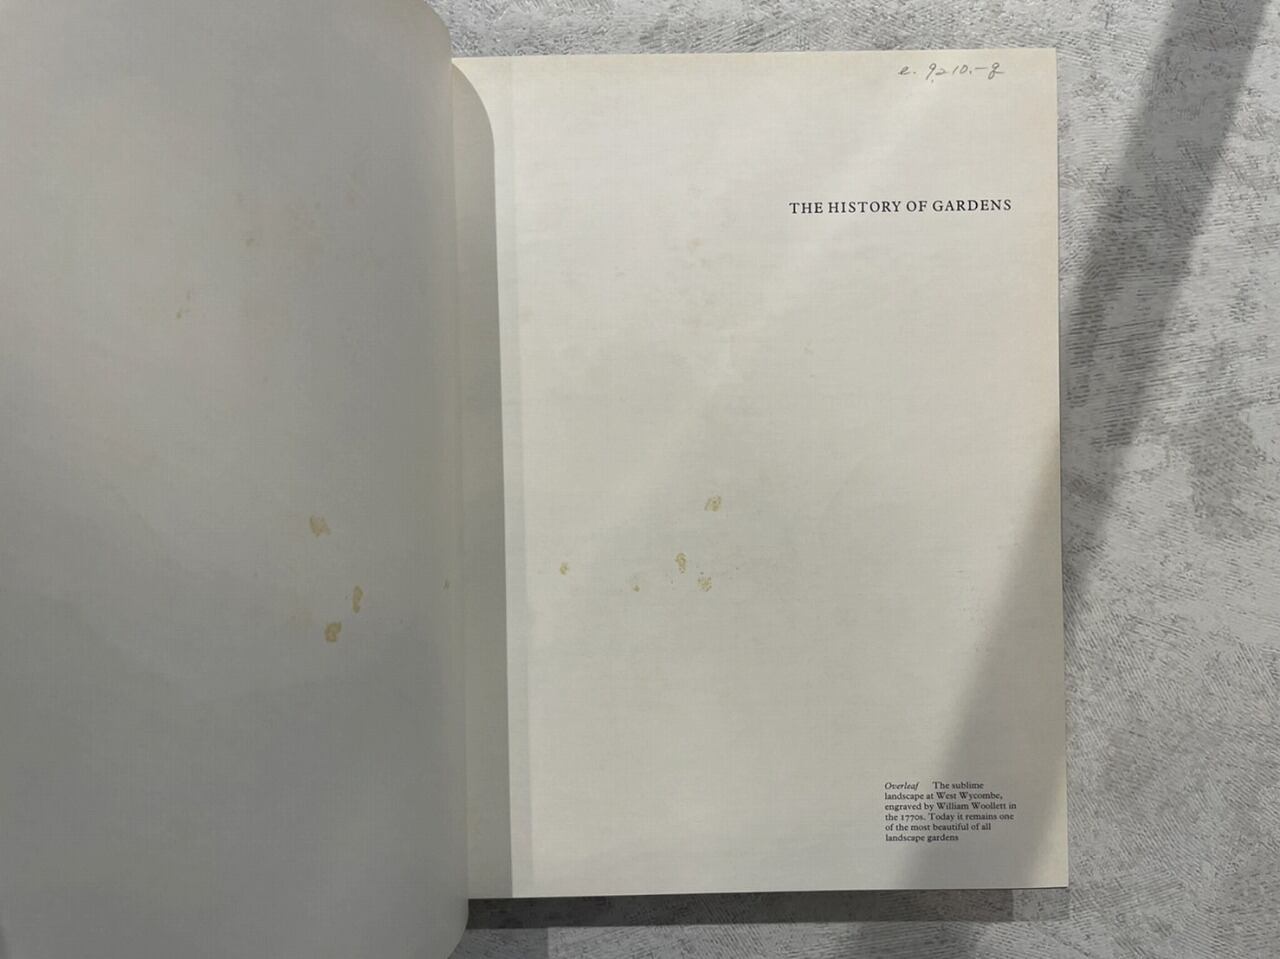 e. 9210.-g
THE HISTORY OF GARDENS
Overleaf The sublime
landscape at West Wycombe,
engraved by William Woollett in
the 1770s. Today it remains one
of the most beautiful of all
landscape gardens